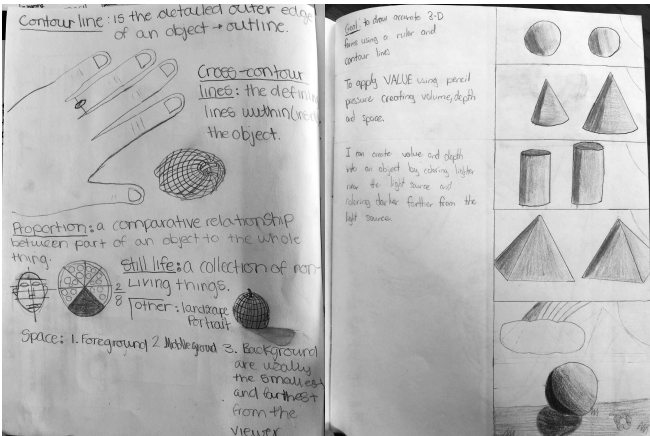 Contour line: is the detailed outer edge
of an object → outline.
Cross-contour
lines: the defining
lines within(in
the object.
Proportion: a comparative relationship
between part of an object to the whole
thing.
Still life: a collection of non-
Living things.
2/8
other: landscape
Portrait
Space: 1. Foreground 2 Middleground 3. Background
are usally
the smallest
and farthest
from the
viewer
Goal: to draw accurate 3-D
forms using a ruler and
contour lines
To apply VALUE using pencil
pressure creating volume, depth
and space.
I can create value and depth
into an object by coloring lighter
near the light source and
coloring darker farther from the
light source.